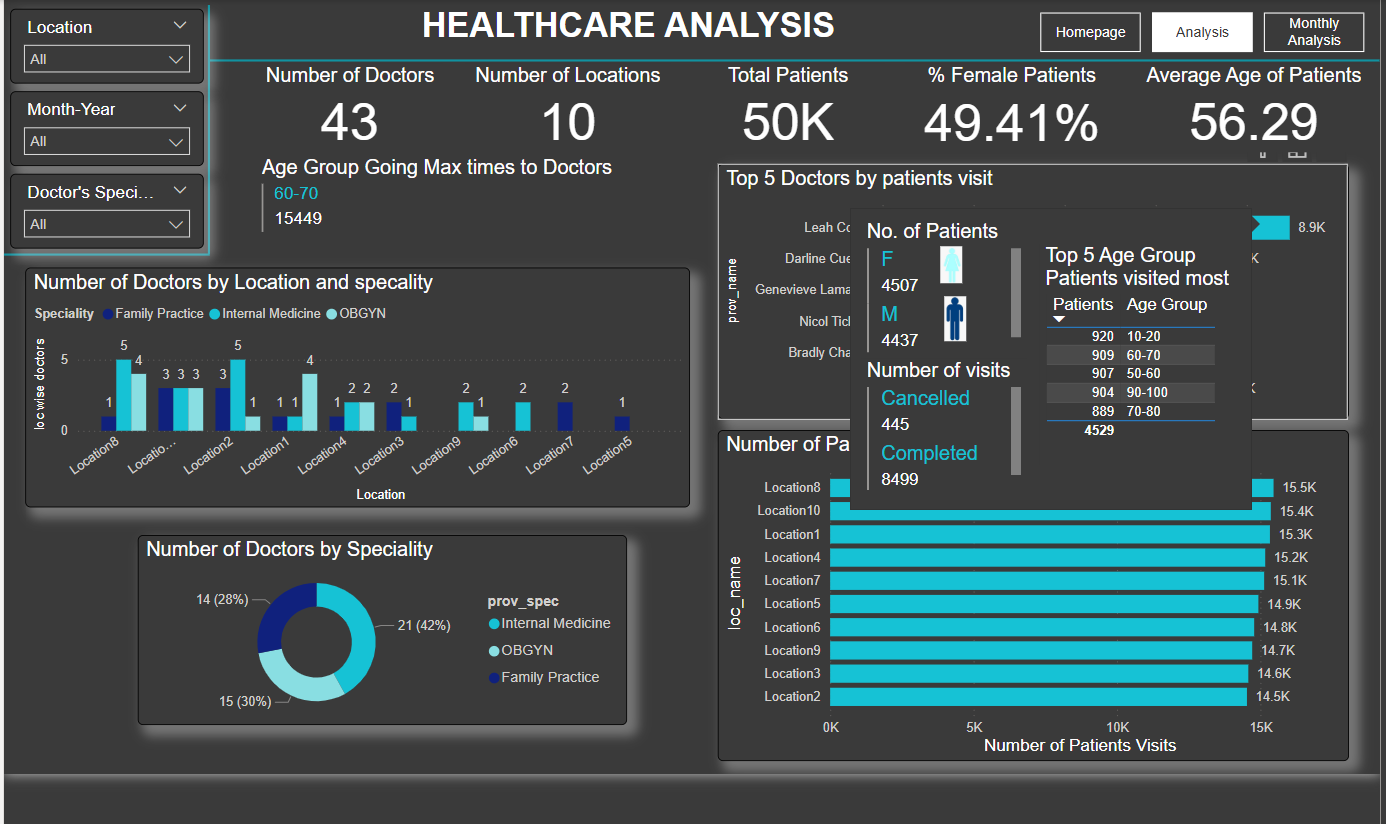 HEALTHCARE ANALYSIS
Homepage
Analysis
Monthly
Analysis
Location
All
Month-Year
All
Doctor's Speci...
All
Number of Doctors
43
Number of Locations
10
Total Patients
50K
% Female Patients
49.41%
Average Age of Patients
56.29
Age Group Going Max times to Doctors
60-70
15449
Number of Doctors by Location and specality
Speciality Family Practice Internal Medicine OBGYN
loc wise doctors
5
0
1 5 4
3 3 3
3 5 1
1 1 4
1 2 2
2 1
2 1
2
2
1
Location8
Locatio...
Location2
Location1
Location4
Location3
Location9
Location6
Location7
Location5
Location
Number of Doctors by Speciality
14 (28%)
21 (42%)
15 (30%)
prov_spec
Internal Medicine
OBGYN
Family Practice
Top 5 Doctors by patients visit
prov_name
Leah Co
8.9K
Darline Cue
K
Genevieve Lama
Nicol Tich
Bradly Cha
K
No. of Patients
F
4507
M
4437
Number of visits
Cancelled
445
Completed
8499
Top 5 Age Group
Patients visited most
Patients Age Group
920 10-20
909 60-70
907 50-60
904 90-100
889 70-80
4529
Number of Pa
loc_name
Location8 15.5K
Location10 15.4K
Location1 15.3K
Location4 15.2K
Location7 15.1K
Location5 14.9K
Location6 14.8K
Location9 14.7K
Location3 14.6K
Location2 14.5K
0K 5K 10K 15K
Number of Patients Visits